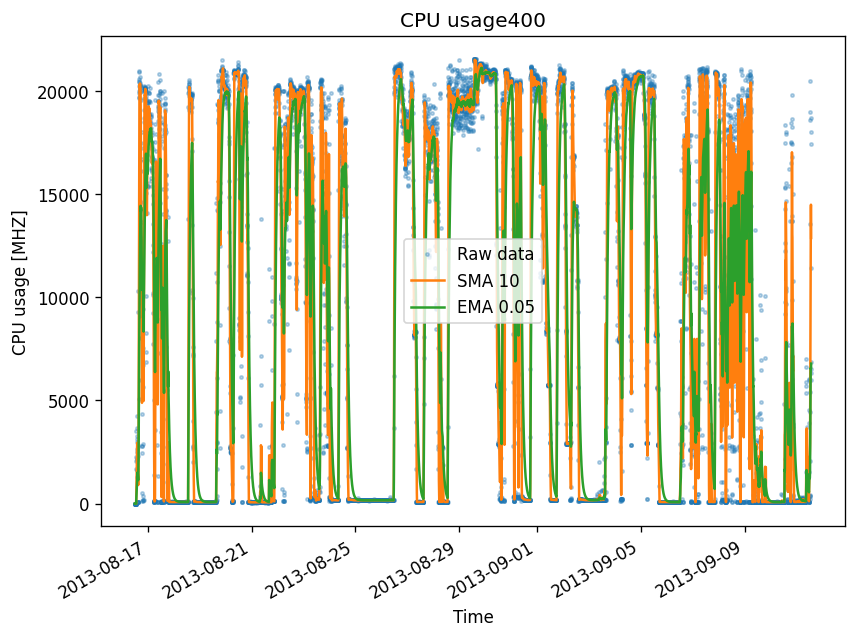 CPU usage400
CPU usage [MHZ]
20000
15000
10000
5000
0
Raw data
SMA 10
EMA 0.05
2013-08-17
2013-08-21
2013-08-25
2013-08-29
2013-09-01
2013-09-05
2013-09-09
Time